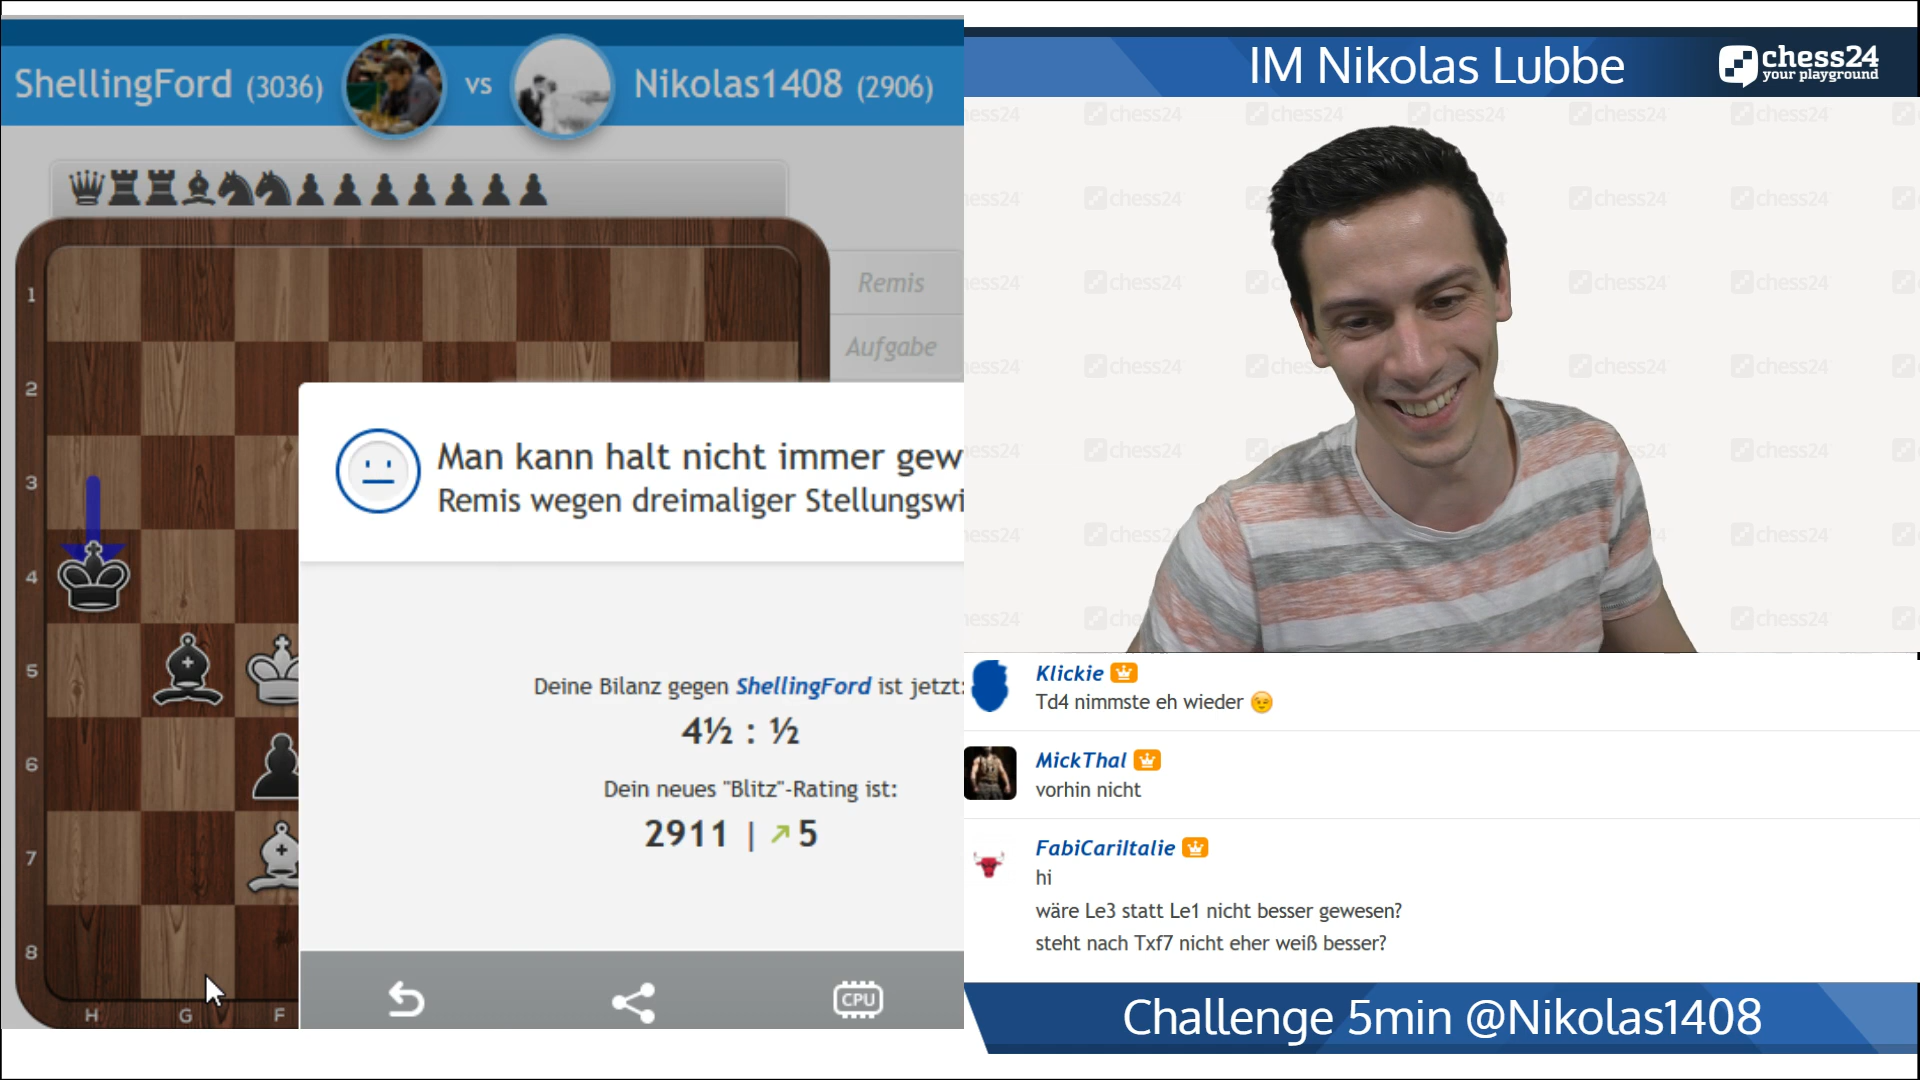 ShellingFord (3036) vs Nikolas1408 (2906)
Remis
Aufgabe
1
2
3
4
5
6
7
8
H G F
Man kann halt nicht immer gew
Remis wegen dreimaliger Stellungswi
Deine Bilanz gegen ShellingFord ist jetzt:
4½ : ½
Dein neues "Blitz"-Rating ist:
2911 | ↗5
CPU
IM Nikolas Lubbe
chess24
your playground
Klickie
Td4 nimmste eh wieder 😉
MickThal
vorhin nicht
FabiCariItalie
hi
wäre Le3 statt Le1 nicht besser gewesen?
steht nach Txf7 nicht eher weiß besser?
Challenge 5min @Nikolas1408